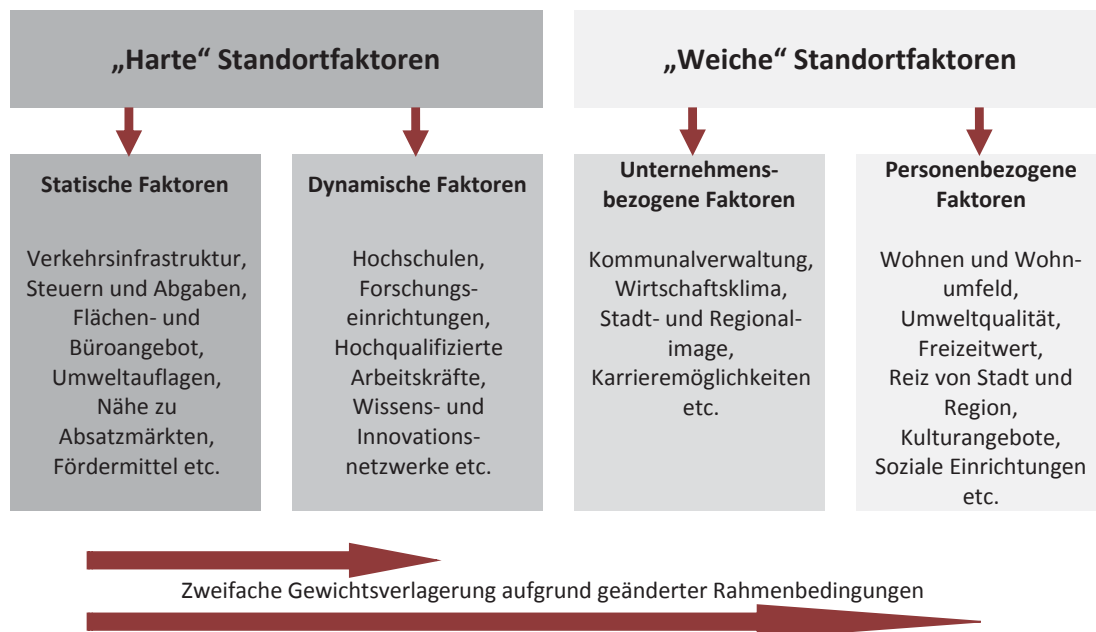 „Harte“ Standortfaktoren
„Weiche“ Standortfaktoren
Statische Faktoren
Verkehrsinfrastruktur,
Steuern und Abgaben,
Flächen- und
Büroangebot,
Umweltauflagen,
Nähe zu
Absatzmärkten,
Fördermittel etc.
Dynamische Faktoren
Hochschulen,
Forschungs-
einrichtungen,
Hochqualifizierte
Arbeitskräfte,
Wissens- und
Innovations-
netzwerke etc.
Unternehmens-
bezogene Faktoren
Kommunalverwaltung,
Wirtschaftsklima,
Stadt- und Regional-
image,
Karrieremöglichkeiten
etc.
Personenbezogene
Faktoren
Wohnen und Wohn-
umfeld,
Umweltqualität,
Freizeitwert,
Reiz von Stadt und
Region,
Kulturangebote,
Soziale Einrichtungen
etc.
Zweifache Gewichtsverlagerung aufgrund geänderter Rahmenbedingungen